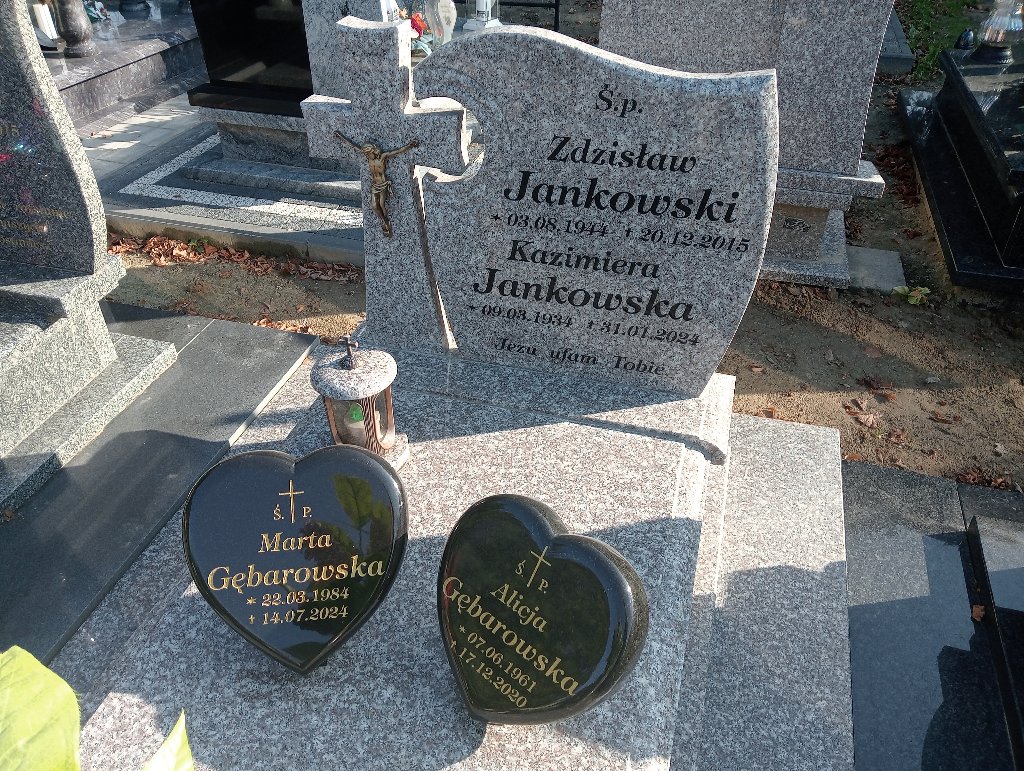 Ś.p.
Zdzisław
Jankowski
* 03.08.1944 † 20.12.2015
Kazimiera
Jankowska
* 09.03.1934 † 31.01.2024
Jezu ufam Tobie
Ś. P.
Marta
Gębarowska
* 22.03.1984
† 14.07.2024
Ś. P.
Alicja
Gębarowska
* 07.06.1961
† 17.12.2020